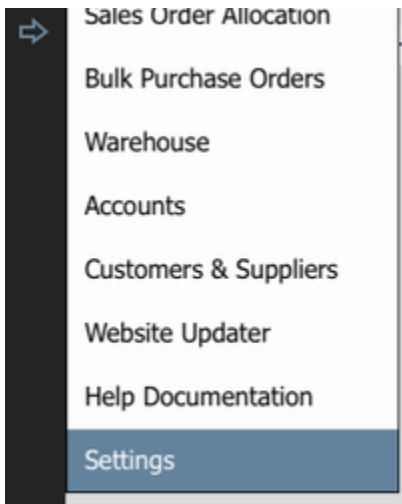 Sales Order Allocation
Bulk Purchase Orders
Warehouse
Accounts
Customers & Suppliers
Website Updater
Help Documentation
Settings